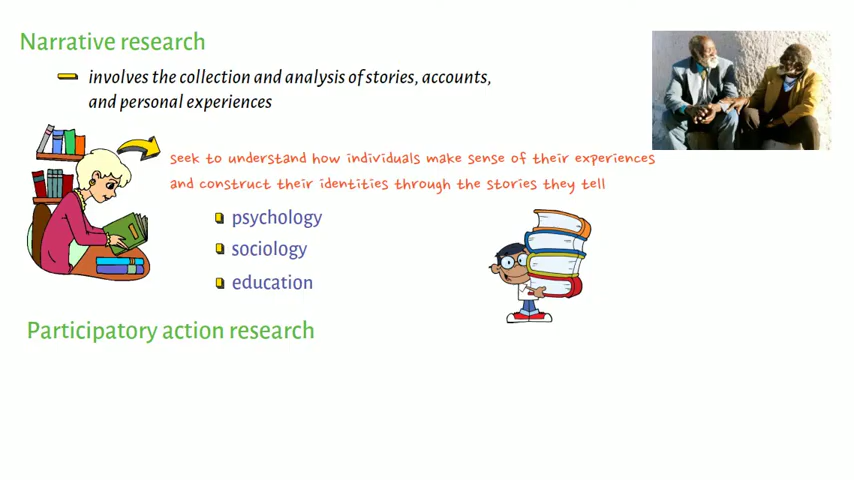 Narrative research
involves the collection and analysis of stories, accounts,
and personal experiences
seek to understand how individuals make sense of their experiences
and construct their identities through the stories they tell
psychology
sociology
education
Participatory action research